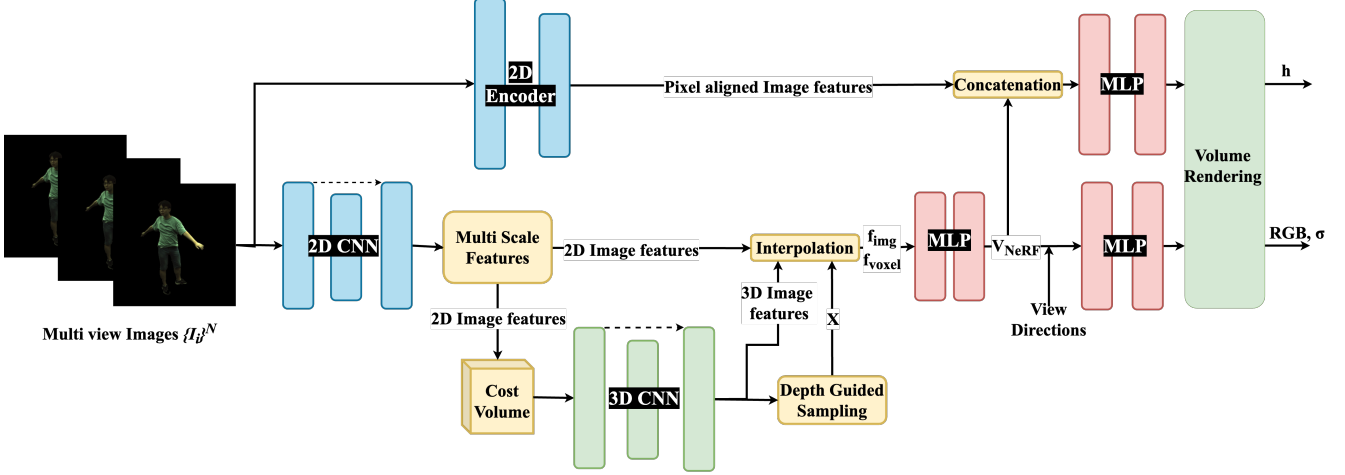 2D
Encoder
Pixel aligned Image features
Concatenation
MLP
h
Volume
Rendering
2D CNN
Multi Scale
Features
2D Image features
Interpolation
f_img
f_voxel
MLP
V_NeRF
MLP
RGB, σ
View
Directions
Multi view Images {I_i}^N
2D Image features
3D Image
features
X
Cost
Volume
3D CNN
Depth Guided
Sampling